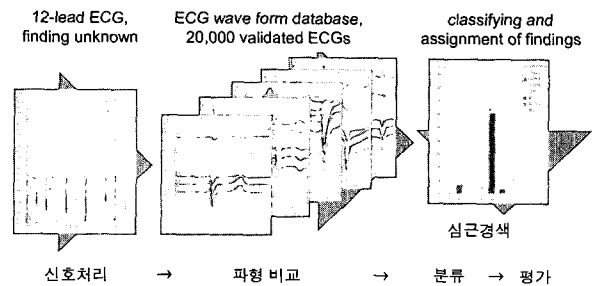 12-lead ECG,
finding unknown
ECG wave form database,
20,000 validated ECGs
classifying and
assignment of findings
심근경색
신호처리 → 파형 비교 → 분류 → 평가